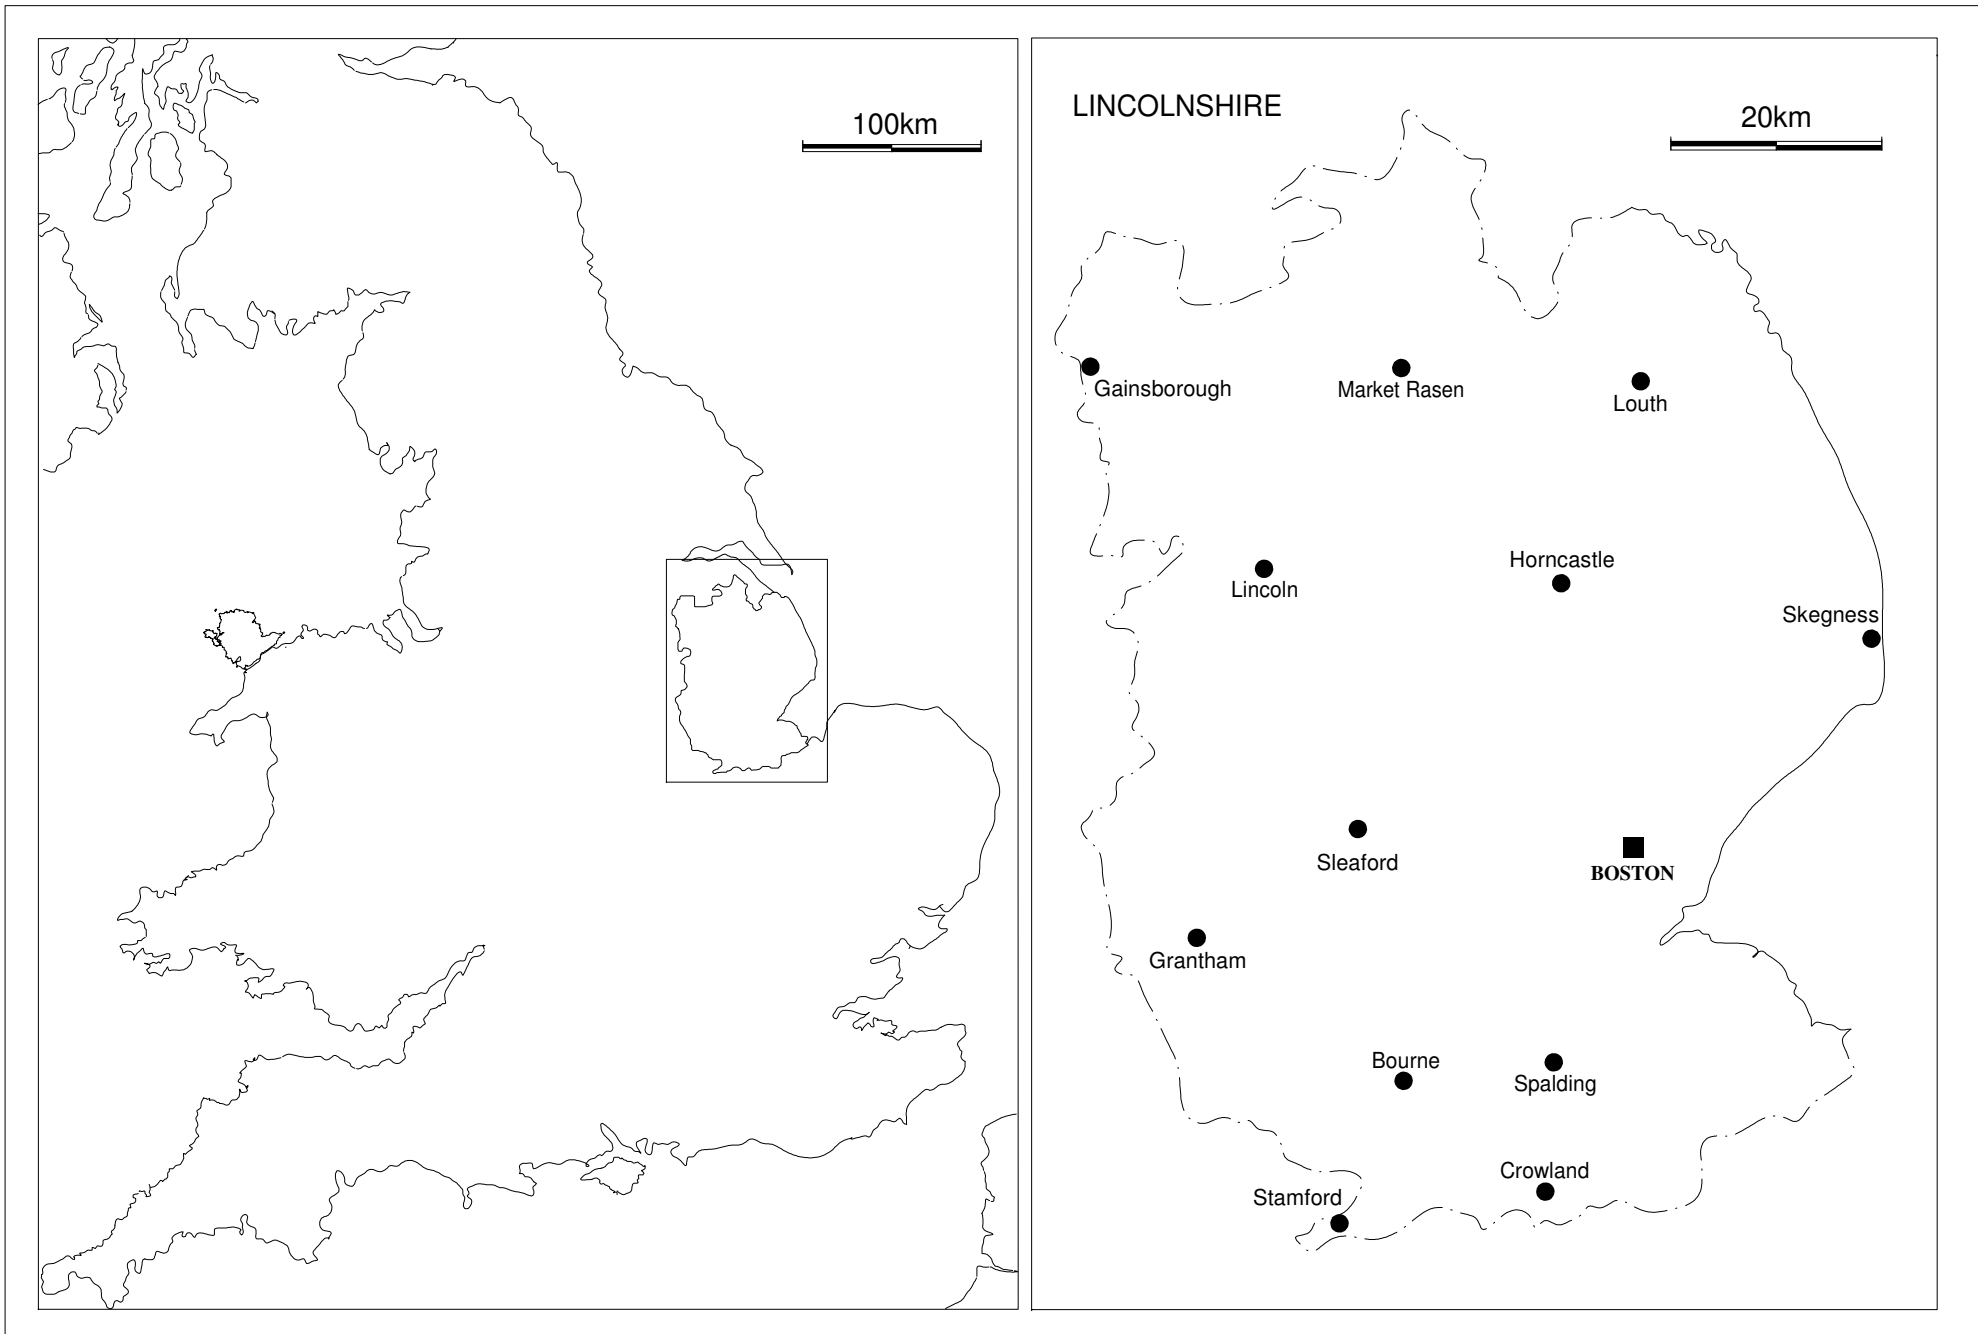 100km
LINCOLNSHIRE
20km
Gainsborough
Market Rasen
Louth
Lincoln
Horncastle
Skegness
Sleaford
BOSTON
Grantham
Bourne
Spalding
Crowland
Stamford